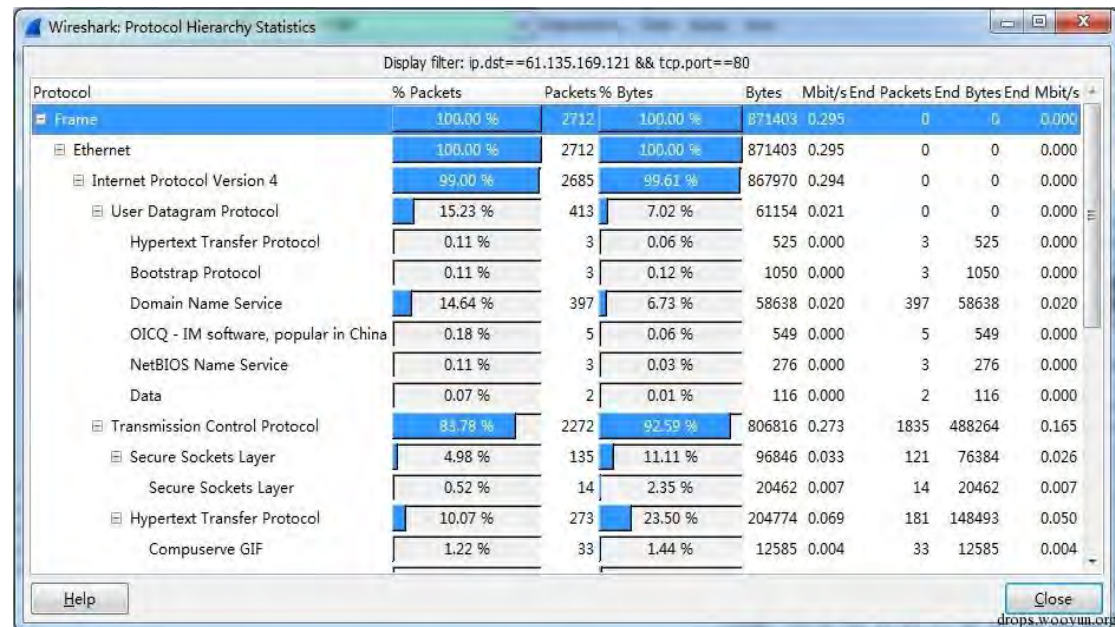 Wireshark: Protocol Hierarchy Statistics
Display filter: ip.dst==61.135.169.121 && tcp.port==80
Protocol % Packets Packets % Bytes Bytes Mbit/s End Packets End Bytes End Mbit/s
Frame 100.00 % 2712 100.00 % 871403 0.295 0 0 0.000
Ethernet 100.00 % 2712 100.00 % 871403 0.295 0 0 0.000
Internet Protocol Version 4 99.00 % 2685 99.61 % 867970 0.294 0 0 0.000
User Datagram Protocol 15.23 % 413 7.02 % 61154 0.021 0 0 0.000
Hypertext Transfer Protocol 0.11 % 3 0.06 % 525 0.000 3 525 0.000
Bootstrap Protocol 0.11 % 3 0.12 % 1050 0.000 3 1050 0.000
Domain Name Service 14.64 % 397 6.73 % 58638 0.020 397 58638 0.020
OICQ - IM software, popular in China 0.18 % 5 0.06 % 549 0.000 5 549 0.000
NetBIOS Name Service 0.11 % 3 0.03 % 276 0.000 3 276 0.000
Data 0.07 % 2 0.01 % 116 0.000 2 116 0.000
Transmission Control Protocol 83.78 % 2272 92.59 % 806816 0.273 1835 488264 0.165
Secure Sockets Layer 4.98 % 135 11.11 % 96846 0.033 121 76384 0.026
Secure Sockets Layer 0.52 % 14 2.35 % 20462 0.007 14 20462 0.007
Hypertext Transfer Protocol 10.07 % 273 23.50 % 204774 0.069 181 148493 0.050
Compuserve GIF 1.22 % 33 1.44 % 12585 0.004 33 12585 0.004
Help Close
drops.wooyun.org